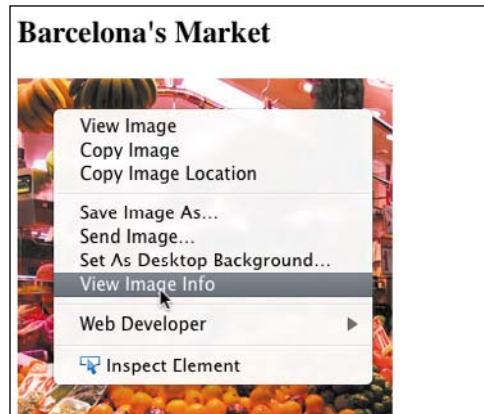 Barcelona's Market
View Image
Copy Image
Copy Image Location
Save Image As...
Send Image...
Set As Desktop Background...
View Image Info
Web Developer
Inspect Element